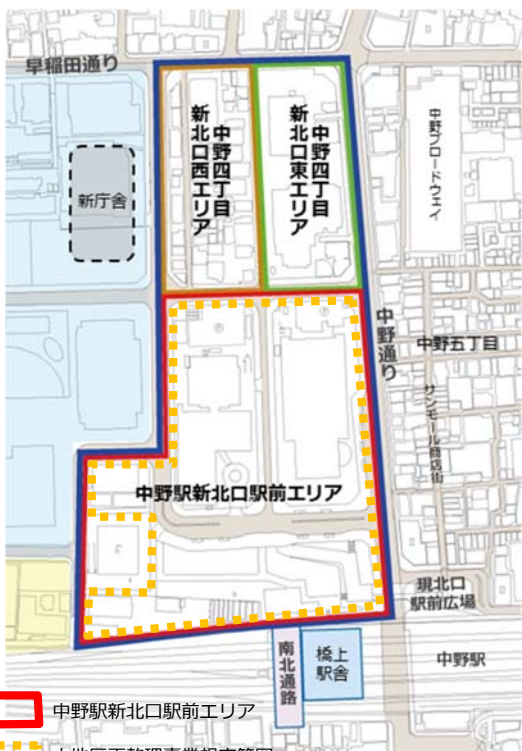 早稲田通り
中野四丁目
新北口西エリア
中野四丁目
新北口東エリア
中野ブロードウェイ
新庁舎
中野通り
中野五丁目
サンモール商店街
中野駅新北口駅前エリア
現北口
駅前広場
南北通路
橋上
駅舎
中野駅
中野駅新北口駅前エリア